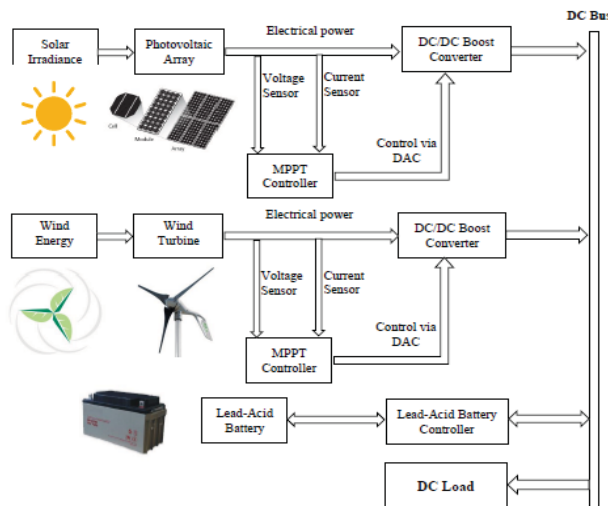 DC Bus
Electrical power
Solar
Irradiance
Photovoltaic
Array
DC/DC Boost
Converter
Voltage
Sensor
Current
Sensor
Cell
Module
Array
Control via
DAC
MPPT
Controller
Electrical power
Wind
Energy
Wind
Turbine
DC/DC Boost
Converter
Voltage
Sensor
Current
Sensor
Control via
DAC
MPPT
Controller
Lead-Acid
Battery
Lead-Acid Battery
Controller
DC Load